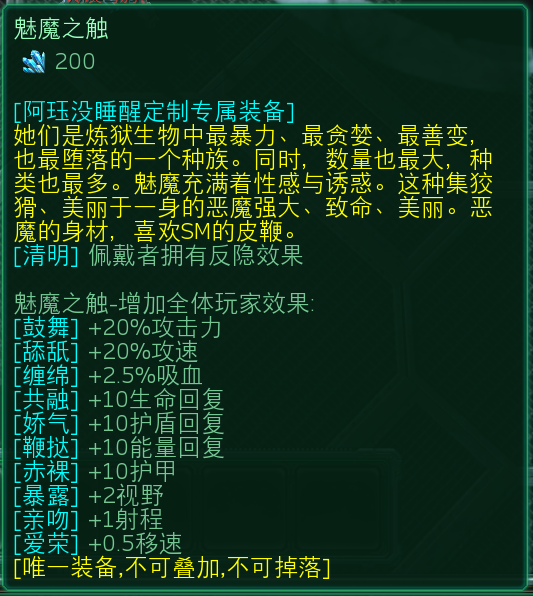 魅魔之触
200
[阿珏没睡醒定制专属装备]
她们是炼狱生物中最暴力、最贪婪、最善变,
也最堕落的一个种族。同时, 数量也最大, 种
类也最多。魅魔充满着性感与诱惑。这种集狡
猾、美丽于一身的恶魔强大、致命、美丽。恶
魔的身材, 喜欢SM的皮鞭。
[清明] 佩戴者拥有反隐效果
魅魔之触-增加全体玩家效果:
[鼓舞] +20%攻击力
[舔舐] +20%攻速
[缠绵] +2.5%吸血
[共融] +10生命回复
[娇气] +10护盾回复
[鞭挞] +10能量回复
[赤裸] +10护甲
[暴露] +2视野
[亲吻] +1射程
[爱荣] +0.5移速
[唯一装备,不可叠加,不可掉落]